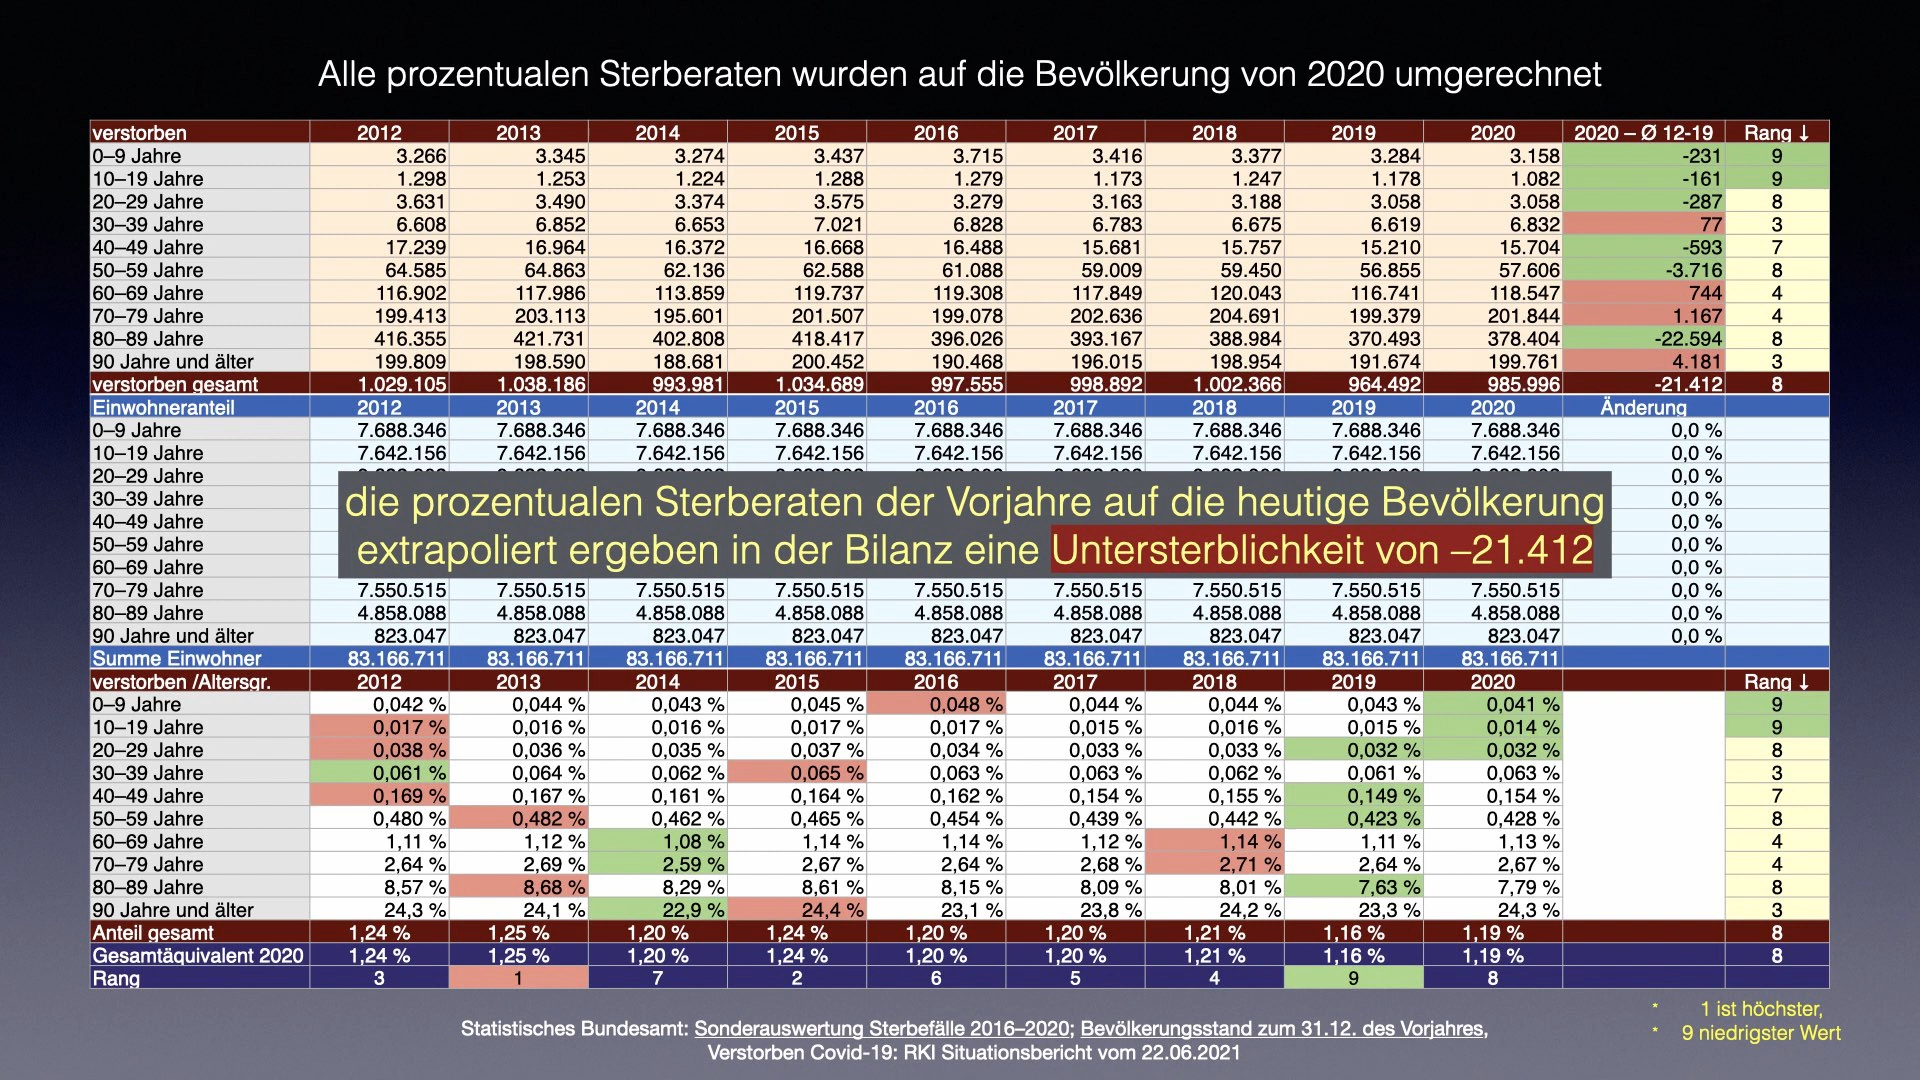 Alle prozentualen Sterberaten wurden auf die Bevölkerung von 2020 umgerechnet
verstorben 2012 2013 2014 2015 2016 2017 2018 2019 2020 2020 – Ø 12-19 Rang ↓
0–9 Jahre 3.266 3.345 3.274 3.437 3.715 3.416 3.377 3.284 3.158 -231 9
10–19 Jahre 1.298 1.253 1.224 1.288 1.279 1.173 1.247 1.178 1.082 -161 9
20–29 Jahre 3.631 3.490 3.374 3.575 3.279 3.163 3.188 3.058 3.058 -287 8
30–39 Jahre 6.608 6.852 6.653 7.021 6.828 6.783 6.675 6.619 6.832 77 3
40–49 Jahre 17.239 16.964 16.372 16.668 16.488 15.681 15.757 15.210 15.704 -593 7
50–59 Jahre 64.585 64.863 62.136 62.588 61.088 59.009 59.450 56.855 57.606 -3.716 8
60–69 Jahre 116.902 117.986 113.859 119.737 119.308 117.849 120.043 116.741 118.547 744 4
70–79 Jahre 199.413 203.113 195.601 201.507 199.078 202.636 204.691 199.379 201.844 1.167 4
80–89 Jahre 416.355 421.731 402.808 418.417 396.026 393.167 388.984 370.493 378.404 -22.594 8
90 Jahre und älter 199.809 198.590 188.681 200.452 190.468 196.015 198.954 191.674 199.761 4.181 3
verstorben gesamt 1.029.105 1.038.186 993.981 1.034.689 997.555 998.892 1.002.366 964.492 985.996 -21.412 8
Einwohneranteil 2012 2013 2014 2015 2016 2017 2018 2019 2020 Änderung
0–9 Jahre 7.688.346 7.688.346 7.688.346 7.688.346 7.688.346 7.688.346 7.688.346 7.688.346 7.688.346 0,0 %
10–19 Jahre 7.642.156 7.642.156 7.642.156 7.642.156 7.642.156 7.642.156 7.642.156 7.642.156 7.642.156 0,0 %
20–29 Jahre 0,0 %
30–39 Jahre 0,0 %
40–49 Jahre 0,0 %
50–59 Jahre 0,0 %
60–69 Jahre 0,0 %
die prozentualen Sterberaten der Vorjahre auf die heutige Bevölkerung
extrapoliert ergeben in der Bilanz eine Untersterblichkeit von –21.412
70–79 Jahre 7.550.515 7.550.515 7.550.515 7.550.515 7.550.515 7.550.515 7.550.515 7.550.515 7.550.515 0,0 %
80–89 Jahre 4.858.088 4.858.088 4.858.088 4.858.088 4.858.088 4.858.088 4.858.088 4.858.088 4.858.088 0,0 %
90 Jahre und älter 823.047 823.047 823.047 823.047 823.047 823.047 823.047 823.047 823.047 0,0 %
Summe Einwohner 83.166.711 83.166.711 83.166.711 83.166.711 83.166.711 83.166.711 83.166.711 83.166.711 83.166.711
verstorben /Altersgr. 2012 2013 2014 2015 2016 2017 2018 2019 2020 Rang ↓
0–9 Jahre 0,042 % 0,044 % 0,043 % 0,045 % 0,048 % 0,044 % 0,044 % 0,043 % 0,041 % 9
10–19 Jahre 0,017 % 0,016 % 0,016 % 0,017 % 0,017 % 0,015 % 0,016 % 0,015 % 0,014 % 9
20–29 Jahre 0,038 % 0,036 % 0,035 % 0,037 % 0,034 % 0,033 % 0,033 % 0,032 % 0,032 % 8
30–39 Jahre 0,061 % 0,064 % 0,062 % 0,065 % 0,063 % 0,063 % 0,062 % 0,061 % 0,063 % 3
40–49 Jahre 0,169 % 0,167 % 0,161 % 0,164 % 0,162 % 0,154 % 0,155 % 0,149 % 0,154 % 7
50–59 Jahre 0,480 % 0,482 % 0,462 % 0,465 % 0,454 % 0,439 % 0,442 % 0,423 % 0,428 % 8
60–69 Jahre 1,11 % 1,12 % 1,08 % 1,14 % 1,14 % 1,12 % 1,14 % 1,11 % 1,13 % 4
70–79 Jahre 2,64 % 2,69 % 2,59 % 2,67 % 2,64 % 2,68 % 2,71 % 2,64 % 2,67 % 4
80–89 Jahre 8,57 % 8,68 % 8,29 % 8,61 % 8,15 % 8,09 % 8,01 % 7,63 % 7,79 % 8
90 Jahre und älter 24,3 % 24,1 % 22,9 % 24,4 % 23,1 % 23,8 % 24,2 % 23,3 % 24,3 % 3
Anteil gesamt 1,24 % 1,25 % 1,20 % 1,24 % 1,20 % 1,20 % 1,21 % 1,16 % 1,19 % 8
Gesamtäquivalent 2020 1,24 % 1,25 % 1,20 % 1,24 % 1,20 % 1,20 % 1,21 % 1,16 % 1,19 % 8
Rang 3 1 7 2 6 5 4 9 8
* 1 ist höchster,
* 9 niedrigster Wert
Statistisches Bundesamt: Sonderauswertung Sterbefälle 2016–2020; Bevölkerungsstand zum 31.12. des Vorjahres,
Verstorben Covid-19: RKI Situationsbericht vom 22.06.2021